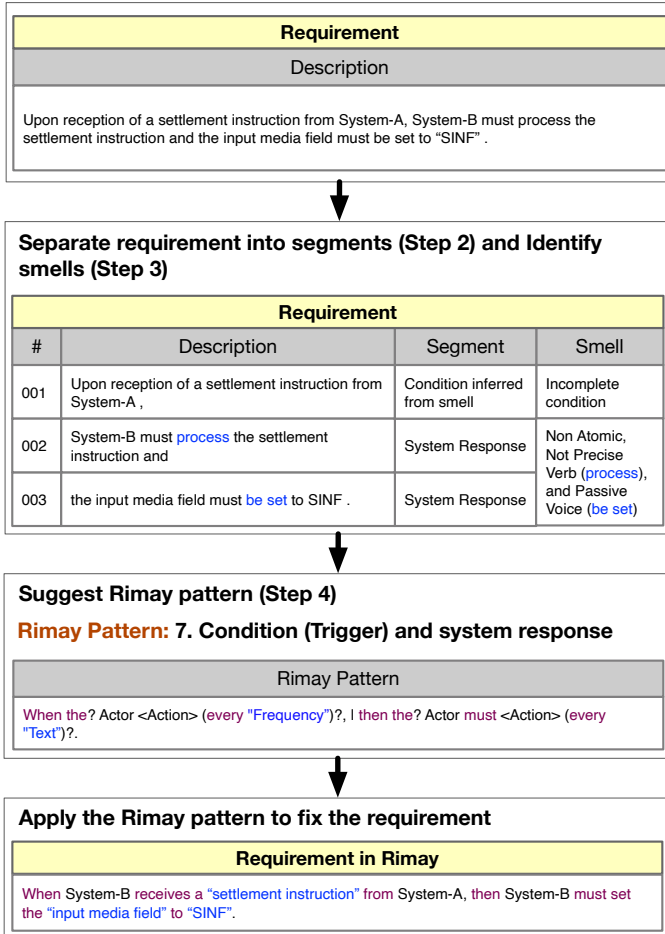 Requirement
Description
Upon reception of a settlement instruction from System-A, System-B must process the
settlement instruction and the input media field must be set to “SINF” .
Separate requirement into segments (Step 2) and Identify
smells (Step 3)
Requirement
# Description Segment Smell
001 Upon reception of a settlement instruction from
System-A ,
Condition inferred
from smell
Incomplete
condition
002 System-B must process the settlement
instruction and
System Response
003 the input media field must be set to SINF .
System Response
Non Atomic,
Not Precise
Verb (process),
and Passive
Voice (be set)
Suggest Rimay pattern (Step 4)
Rimay Pattern: 7. Condition (Trigger) and system response
Rimay Pattern
When the? Actor <Action> (every "Frequency")?, | then the? Actor must <Action> (every
"Text")?.
Apply the Rimay pattern to fix the requirement
Requirement in Rimay
When System-B receives a “settlement instruction” from System-A, then System-B must set
the “input media field” to “SINF”.